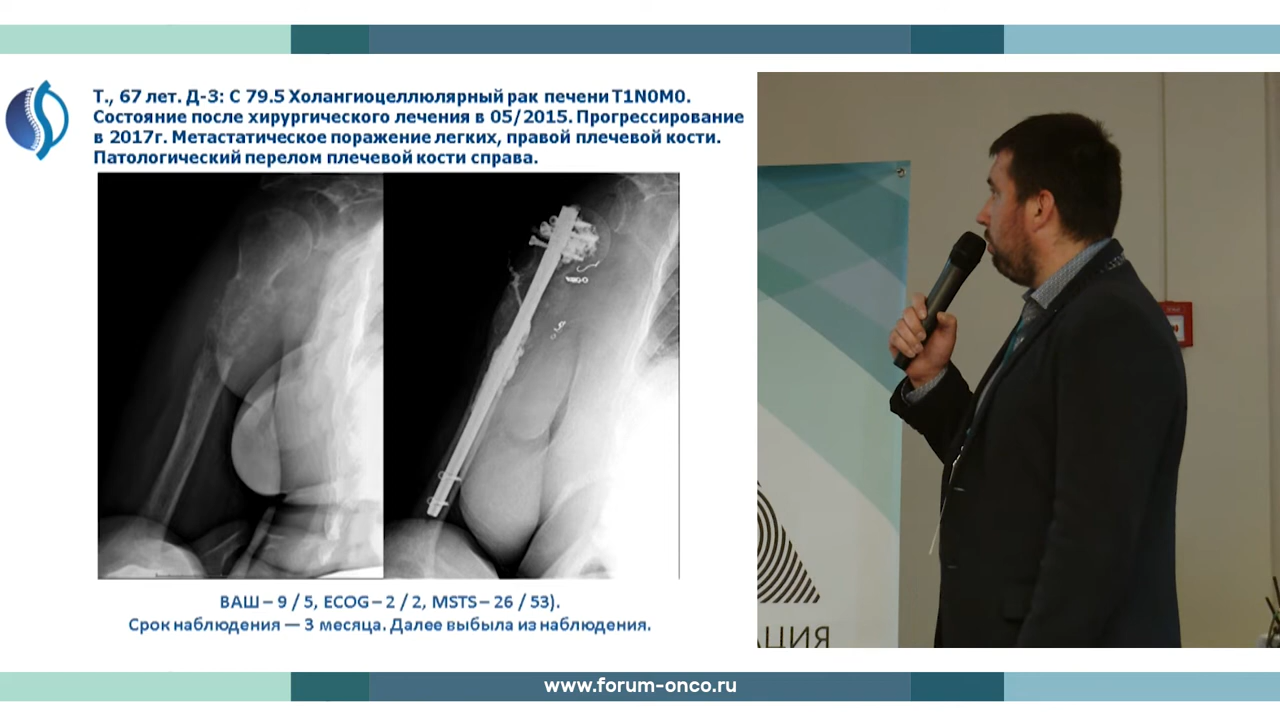 Т., 67 лет. Д-З: С 79.5 Холангиоцеллюлярный рак печени T1N0M0.
Состояние после хирургического лечения в 05/2015. Прогрессирование
в 2017г. Метастатическое поражение легких, правой плечевой кости.
Патологический перелом плечевой кости справа.
ВАШ – 9 / 5, ECOG – 2 / 2, MSTS – 26 / 53).
Срок наблюдения — 3 месяца. Далее выбыла из наблюдения.
ЦИЯ
www.forum-onco.ru